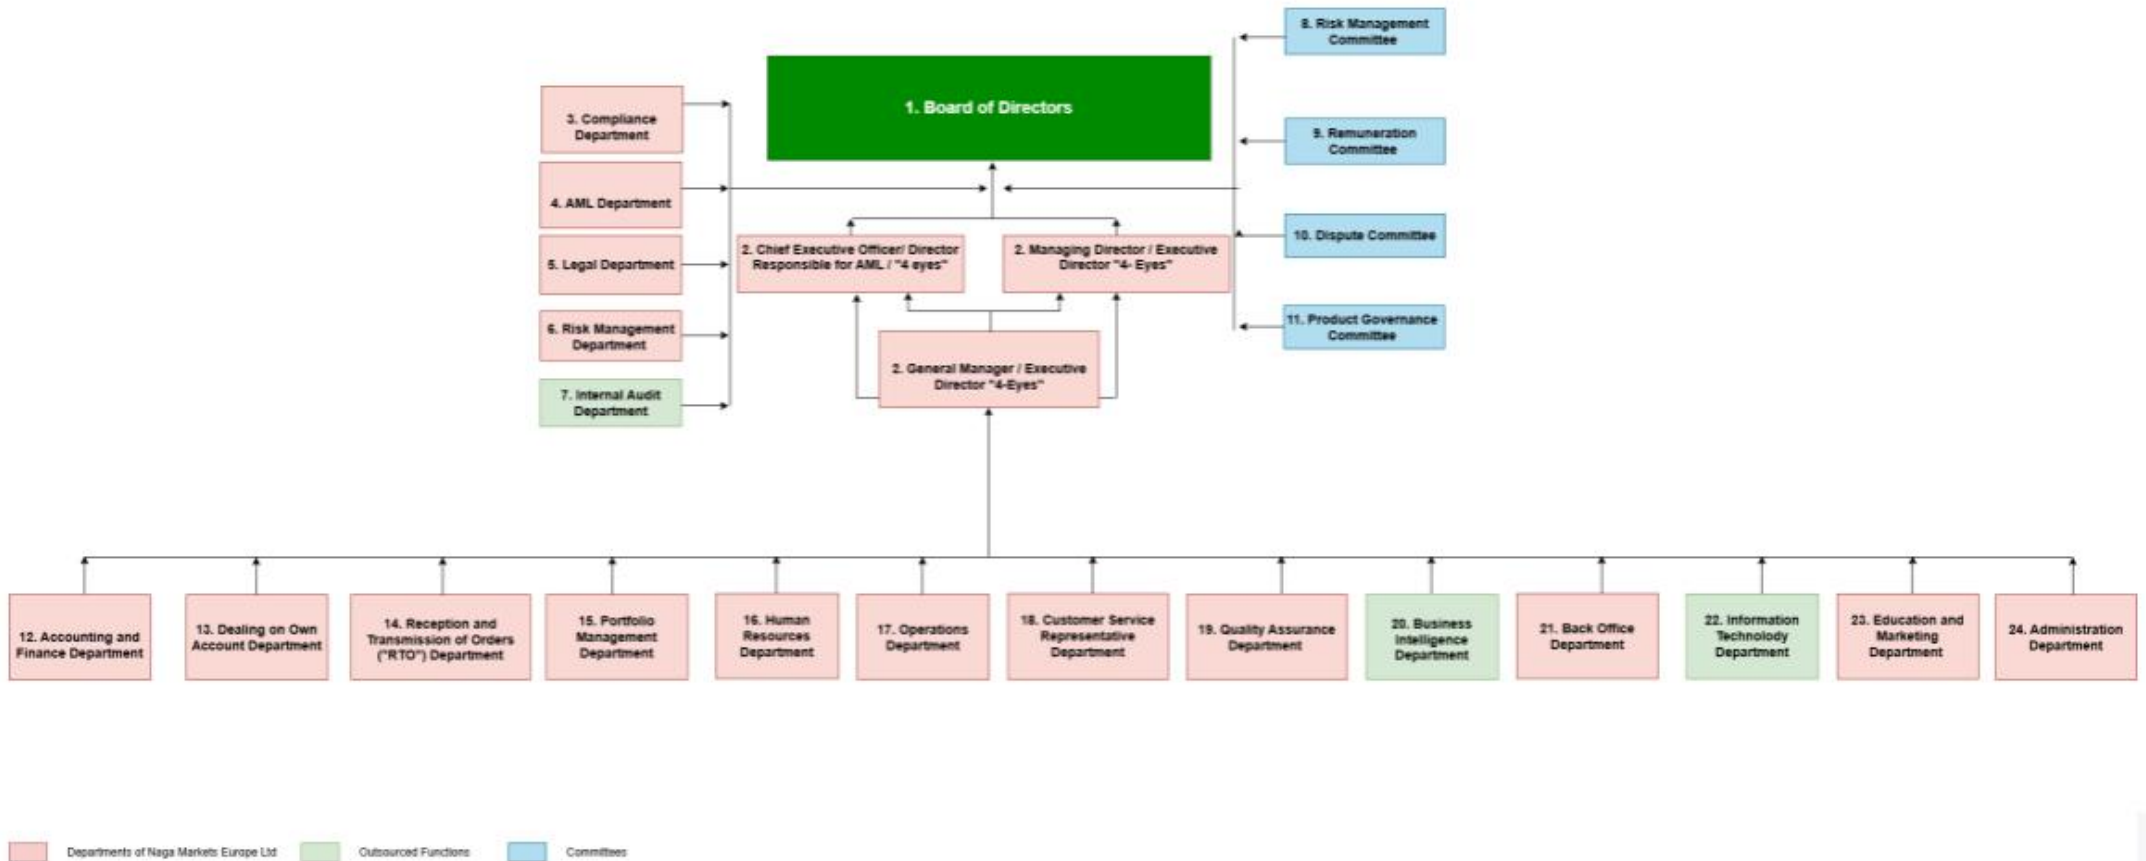 8. Risk Management
Committee
1. Board of Directors
3. Compliance
Department
9. Remuneration
Committee
4. AML Department
2. Chief Executive Officer/ Director
Responsible for AML / "4 eyes"
2. Managing Director / Executive
Director "4- Eyes"
10. Dispute Committee
5. Legal Department
6. Risk Management
Department
11. Product Governance
Committee
2. General Manager / Executive
Director "4-Eyes"
7. Internal Audit
Department
12. Accounting and
Finance Department
13. Dealing on Own
Account Department
14. Reception and
Transmission of Orders
("RTO") Department
15. Portfolio
Management
Department
16. Human
Resources
Department
17. Operations
Department
18. Customer Service
Representative
Department
19. Quality Assurance
Department
20. Business
Intelligence
Department
21. Back Office
Department
22. Information
Technolody
Department
23. Education and
Marketing
Department
24. Administration
Department
Departments of Naga Markets Europe Ltd
Outsourced Functions
Committees